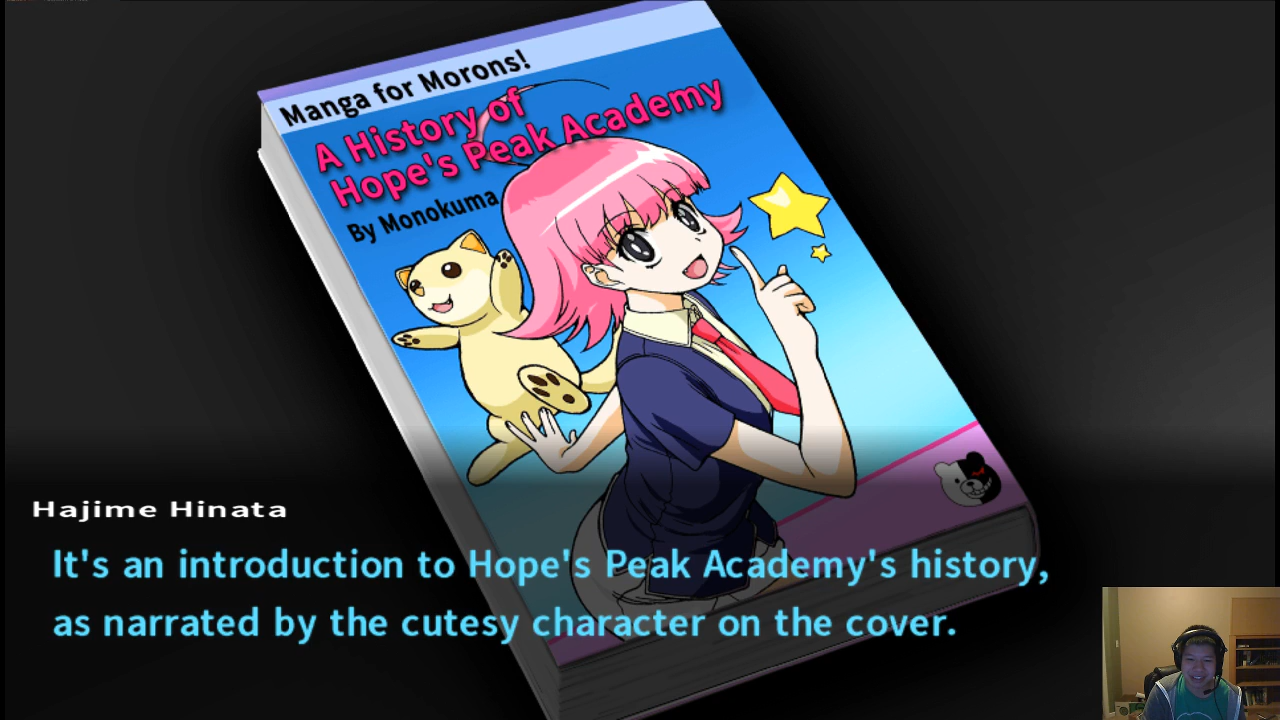 Manga for Morons!
A History of
Hope's Peak Academy
By Monokuma
Hajime Hinata
It's an introduction to Hope's Peak Academy's history,
as narrated by the cutesy character on the cover.